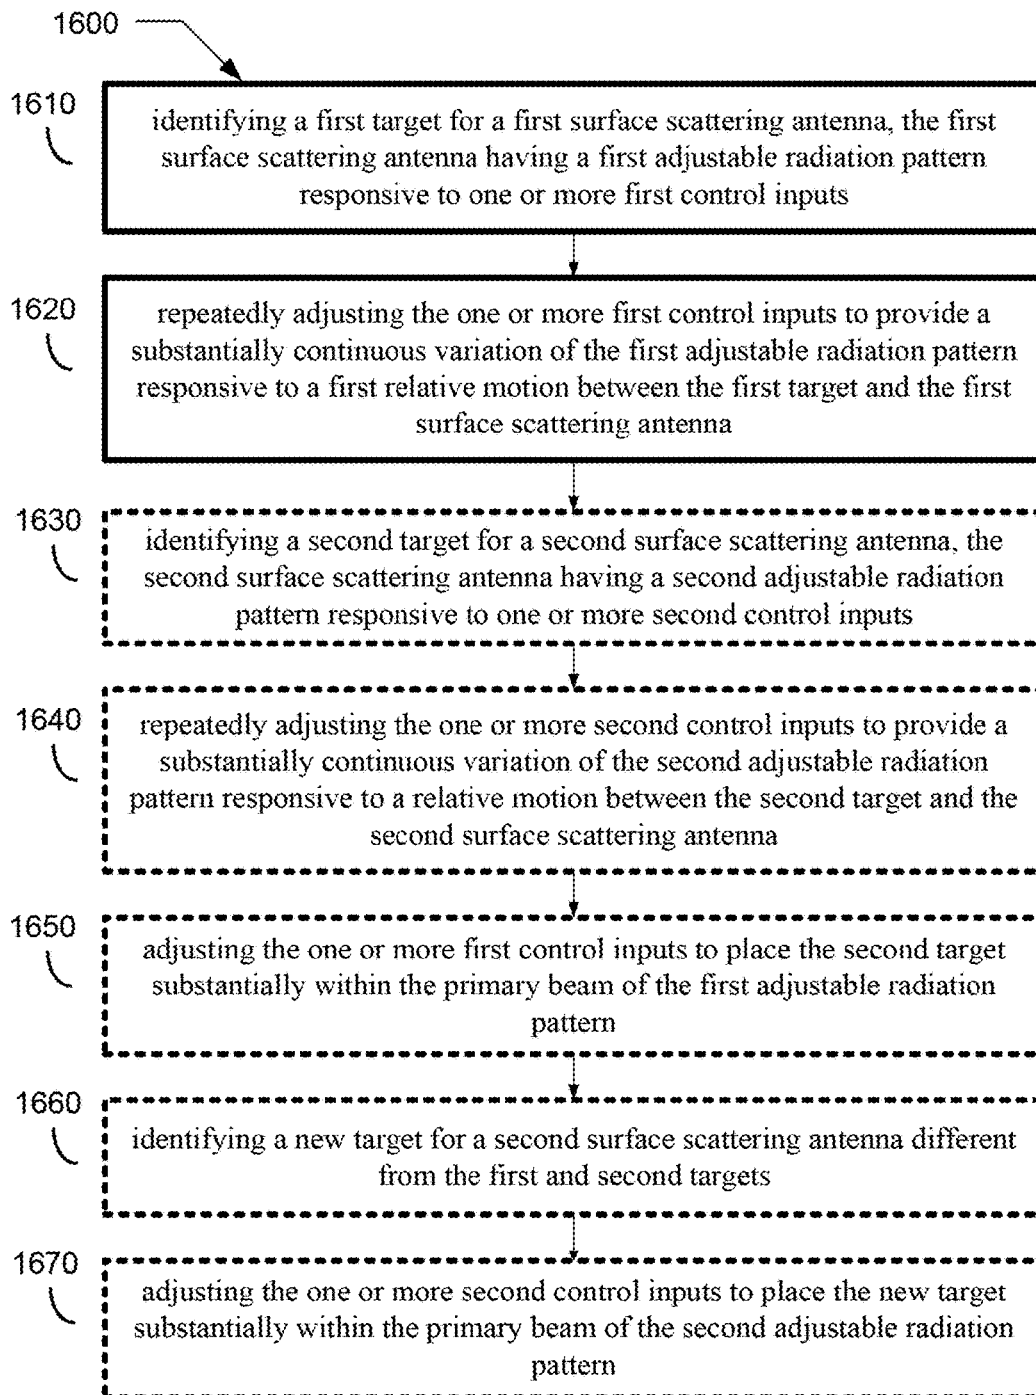 1600
1610
identifying a first target for a first surface scattering antenna, the first
surface scattering antenna having a first adjustable radiation pattern
responsive to one or more first control inputs
1620
repeatedly adjusting the one or more first control inputs to provide a
substantially continuous variation of the first adjustable radiation pattern
responsive to a first relative motion between the first target and the first
surface scattering antenna
1630
identifying a second target for a second surface scattering antenna, the
second surface scattering antenna having a second adjustable radiation
pattern responsive to one or more second control inputs
1640
repeatedly adjusting the one or more second control inputs to provide a
substantially continuous variation of the second adjustable radiation
pattern responsive to a relative motion between the second target and the
second surface scattering antenna
1650
adjusting the one or more first control inputs to place the second target
substantially within the primary beam of the first adjustable radiation
pattern
1660
identifying a new target for a second surface scattering antenna different
from the first and second targets
1670
adjusting the one or more second control inputs to place the new target
substantially within the primary beam of the second adjustable radiation
pattern